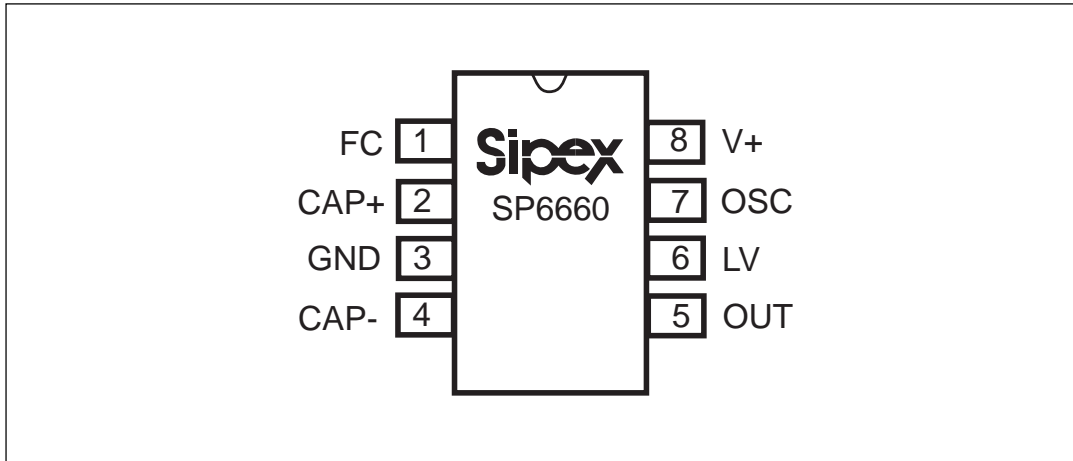 Sipex
SP6660
FC 1
CAP+ 2
GND 3
CAP- 4
8 V+
7 OSC
6 LV
5 OUT